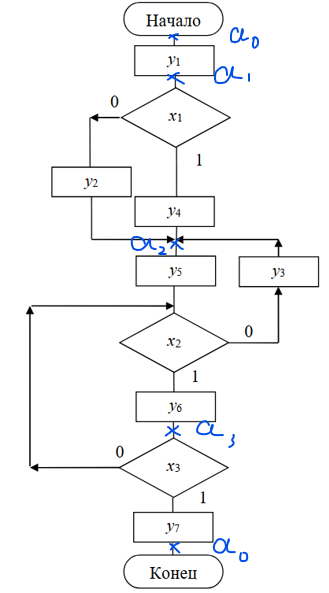 Начало
a₀
y₁
a₁
0
x₁
1
y₂
y₄
a₂
y₅
y₃
x₂
0
1
y₆
a₃
0
x₃
1
y₇
a₀
Конец